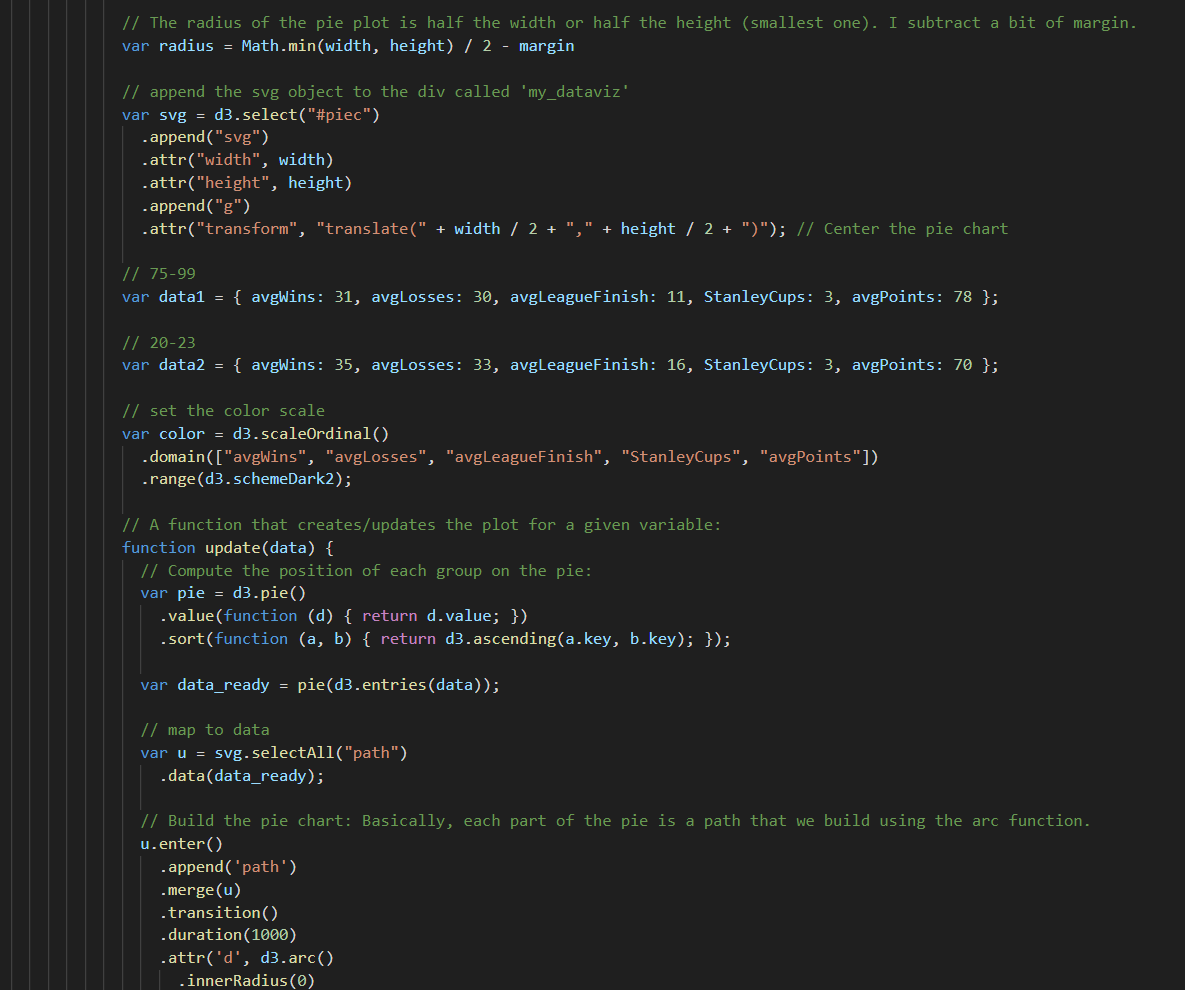 // The radius of the pie plot is half the width or half the height (smallest one). I subtract a bit of margin.
var radius = Math.min(width, height) / 2 - margin
// append the svg object to the div called 'my_dataviz'
var svg = d3.select("#piec")
.append("svg")
.attr("width", width)
.attr("height", height)
.append("g")
.attr("transform", "translate(" + width / 2 + "," + height / 2 + ")"); // Center the pie chart
// 75-99
var data1 = { avgWins: 31, avgLosses: 30, avgLeagueFinish: 11, StanleyCups: 3, avgPoints: 78 };
// 20-23
var data2 = { avgWins: 35, avgLosses: 33, avgLeagueFinish: 16, StanleyCups: 3, avgPoints: 70 };
// set the color scale
var color = d3.scaleOrdinal()
.domain(["avgWins", "avgLosses", "avgLeagueFinish", "StanleyCups", "avgPoints"])
.range(d3.schemeDark2);
// A function that creates/updates the plot for a given variable:
function update(data) {
// Compute the position of each group on the pie:
var pie = d3.pie()
.value(function (d) { return d.value; })
.sort(function (a, b) { return d3.ascending(a.key, b.key); });
var data_ready = pie(d3.entries(data));
// map to data
var u = svg.selectAll("path")
.data(data_ready);
// Build the pie chart: Basically, each part of the pie is a path that we build using the arc function.
u.enter()
.append('path')
.merge(u)
.transition()
.duration(1000)
.attr('d', d3.arc()
.innerRadius(0)